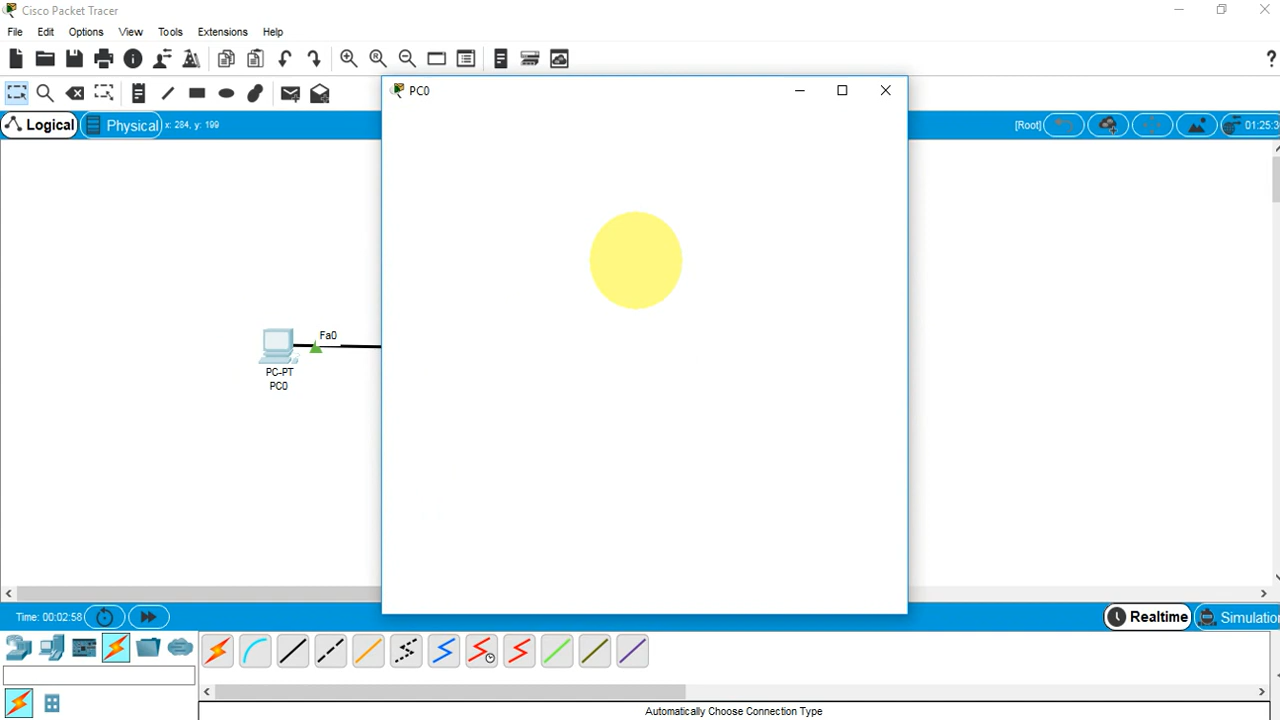 Cisco Packet Tracer
File Edit Options View Tools Extensions Help
PC0
Logical Physical x: 284, y: 199 [Root] 01:25:3
Fa0
PC-PT
PC0
Time: 00:02:58 Realtime Simulation
Automatically Choose Connection Type